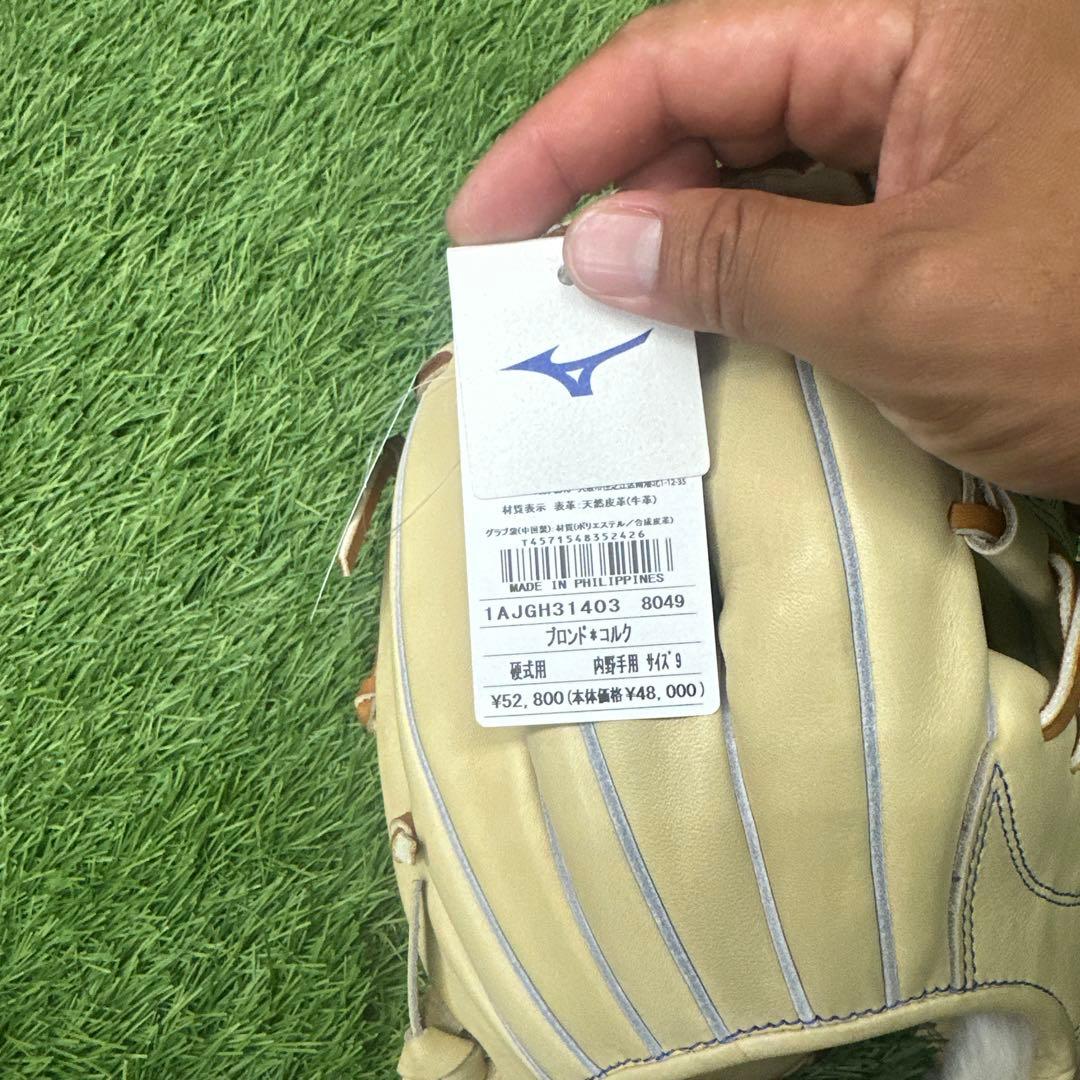 1-12-35
材質表示 表革:天然皮革(牛革)
グラブ袋(中国製):材質(ポリエステル/合成皮革)
T4571548352426
MADE IN PHILIPPINES
1AJGH31403 8049
ブロンド*コルク
硬式用 内野手用 サイズ9
¥52,800(本体価格¥48,000)